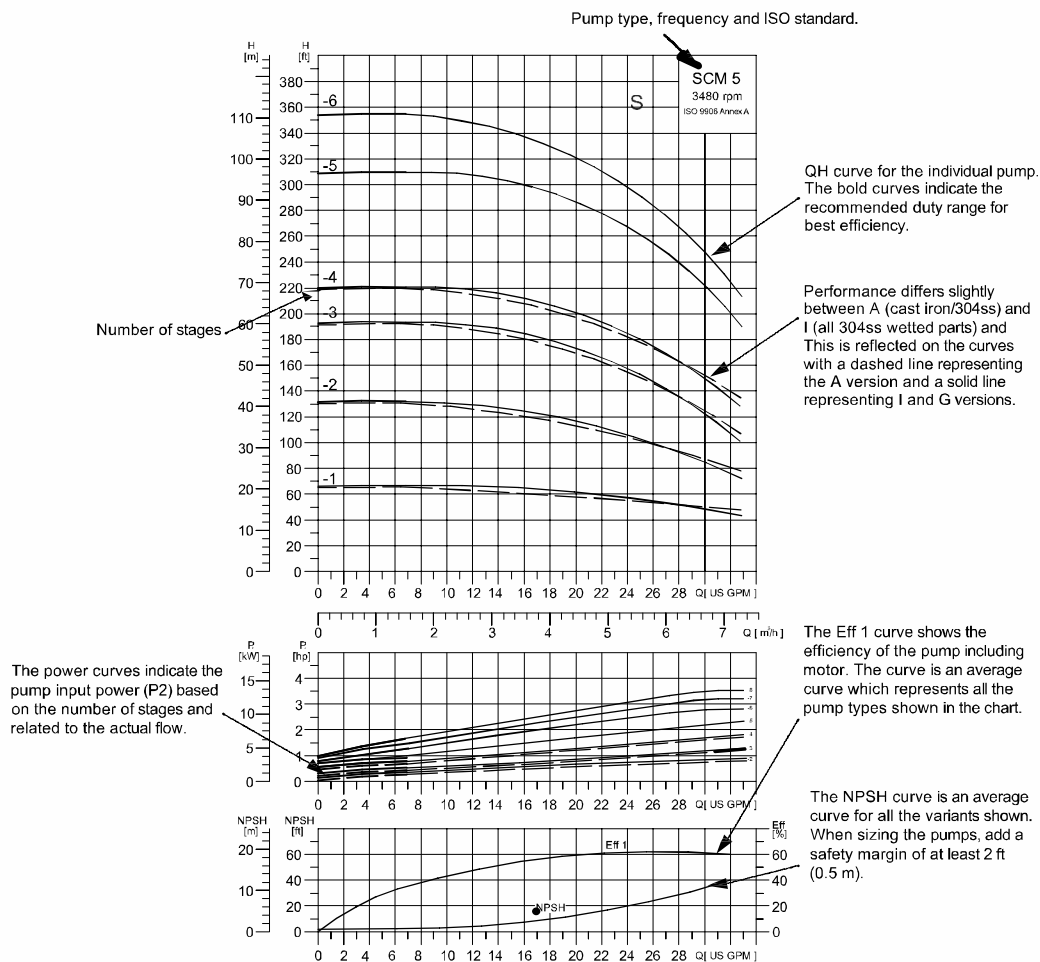 Pump type, frequency and ISO standard.
H
[m]
H
[ft]
SCM 5
3480 rpm
ISO 9906 Annex A
S
380
360
340
320
300
280
260
240
220
200
180
160
140
120
100
80
60
40
20
0
110
100
90
80
70
60
50
40
30
20
10
0
-6
-5
-4
-3
-2
-1
Number of stages
QH curve for the individual pump.
The bold curves indicate the
recommended duty range for
best efficiency.
Performance differs slightly
between A (cast iron/304ss) and
I (all 304ss wetted parts) and
This is reflected on the curves
with a dashed line representing
the A version and a solid line
representing I and G versions.
0 2 4 6 8 10 12 14 16 18 20 22 24 26 28 Q[ US GPM ]
0 1 2 3 4 5 6 7 Q [ m³/h ]
The power curves indicate the
pump input power (P2) based
on the number of stages and
related to the actual flow.
P.
[kW]
P.
[hp]
15
10
5
0
4
3
2
1
0
0 2 4 6 8 10 12 14 16 18 20 22 24 26 28 Q[ US GPM ]
The Eff 1 curve shows the
efficiency of the pump including
motor. The curve is an average
curve which represents all the
pump types shown in the chart.
NPSH
[m]
NPSH
[ft]
Eff
[%]
20
10
0
60
40
20
0
60
40
20
0
Eff 1
NPSH
0 2 4 6 8 10 12 14 16 18 20 22 24 26 28 Q[ US GPM ]
The NPSH curve is an average
curve for all the variants shown.
When sizing the pumps, add a
safety margin of at least 2 ft
(0.5 m).